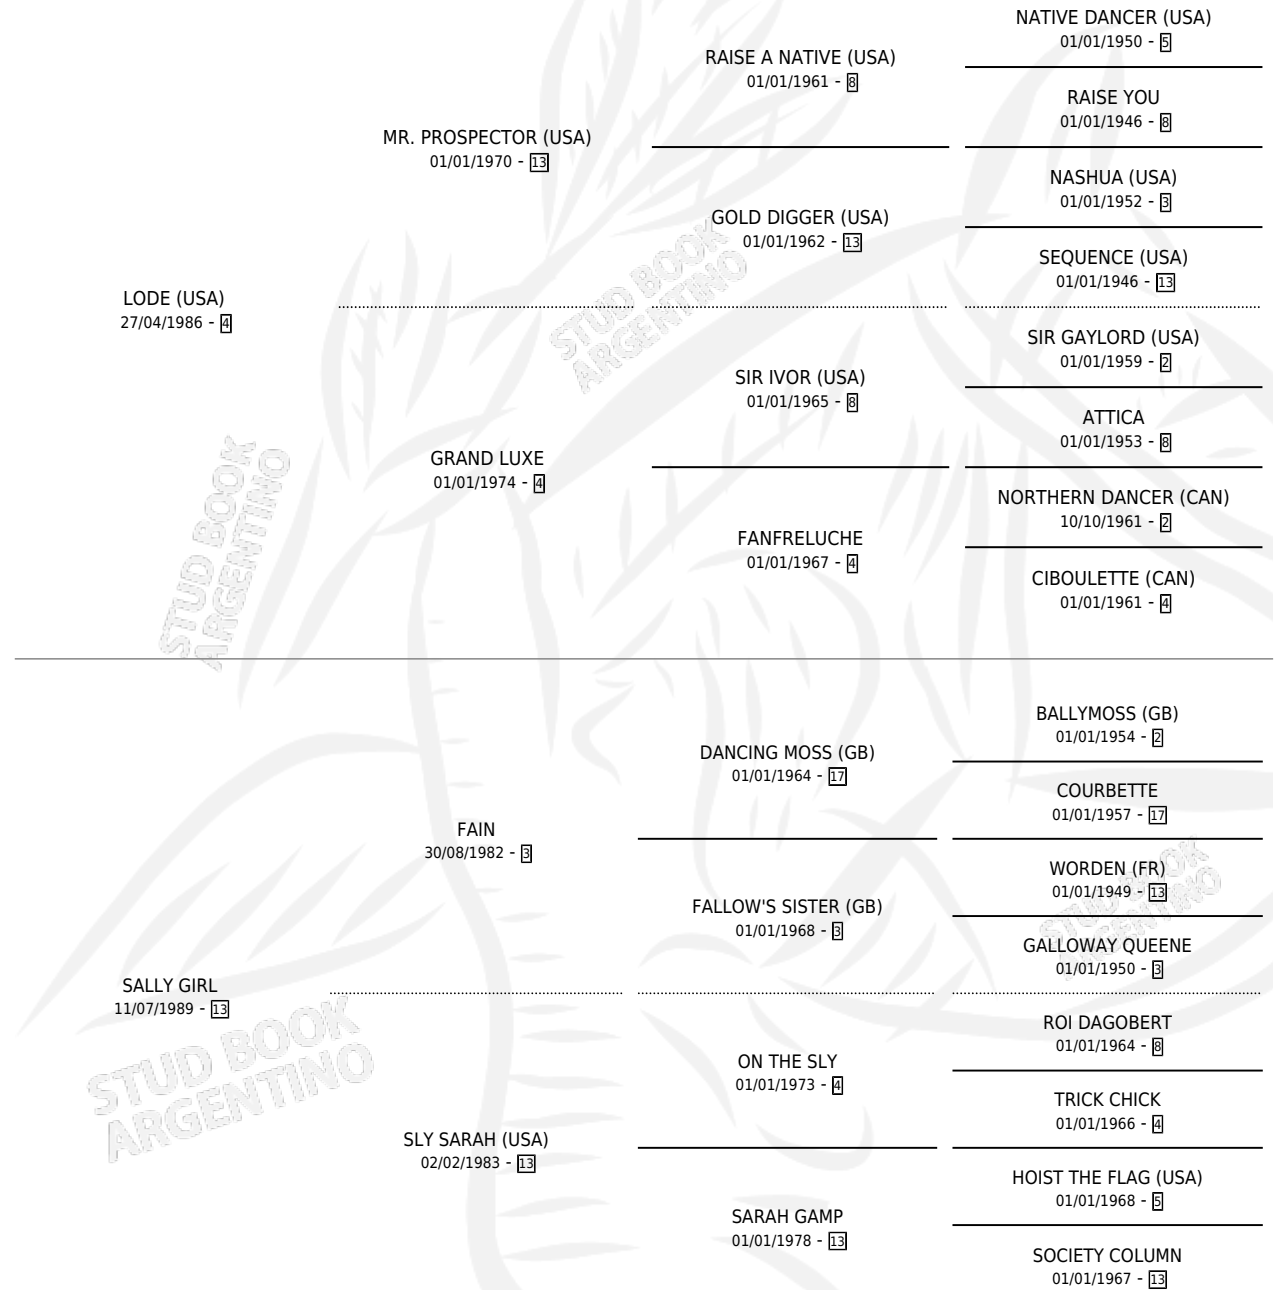 NATIVE DANCER (USA)
01/01/1950 - 5
RAISE A NATIVE (USA)
01/01/1961 - 8
RAISE YOU
01/01/1946 - 8
MR. PROSPECTOR (USA)
01/01/1970 - 13
NASHUA (USA)
01/01/1952 - 3
GOLD DIGGER (USA)
01/01/1962 - 13
SEQUENCE (USA)
01/01/1946 - 13
LODE (USA)
27/04/1986 - 4
SIR GAYLORD (USA)
01/01/1959 - 2
SIR IVOR (USA)
01/01/1965 - 8
ATTICA
01/01/1953 - 8
GRAND LUXE
01/01/1974 - 4
NORTHERN DANCER (CAN)
10/10/1961 - 2
FANFRELUCHE
01/01/1967 - 4
CIBOULETTE (CAN)
01/01/1961 - 4
BALLYMOSS (GB)
01/01/1954 - 2
DANCING MOSS (GB)
01/01/1964 - 17
COURBETTE
01/01/1957 - 17
FAIN
30/08/1982 - 3
WORDEN (FR)
01/01/1949 - 13
FALLOW'S SISTER (GB)
01/01/1968 - 3
GALLOWAY QUEENE
01/01/1950 - 3
SALLY GIRL
11/07/1989 - 13
ROI DAGOBERT
01/01/1964 - 8
ON THE SLY
01/01/1973 - 4
TRICK CHICK
01/01/1966 - 4
SLY SARAH (USA)
02/02/1983 - 13
HOIST THE FLAG (USA)
01/01/1968 - 5
SARAH GAMP
01/01/1978 - 13
SOCIETY COLUMN
01/01/1967 - 13
STUD BOOK
ARGENTINO
STUD BOOK
ARGENTINO
STUD BOOK
ARGENTINO
STUD BOOK
ARGENTINO